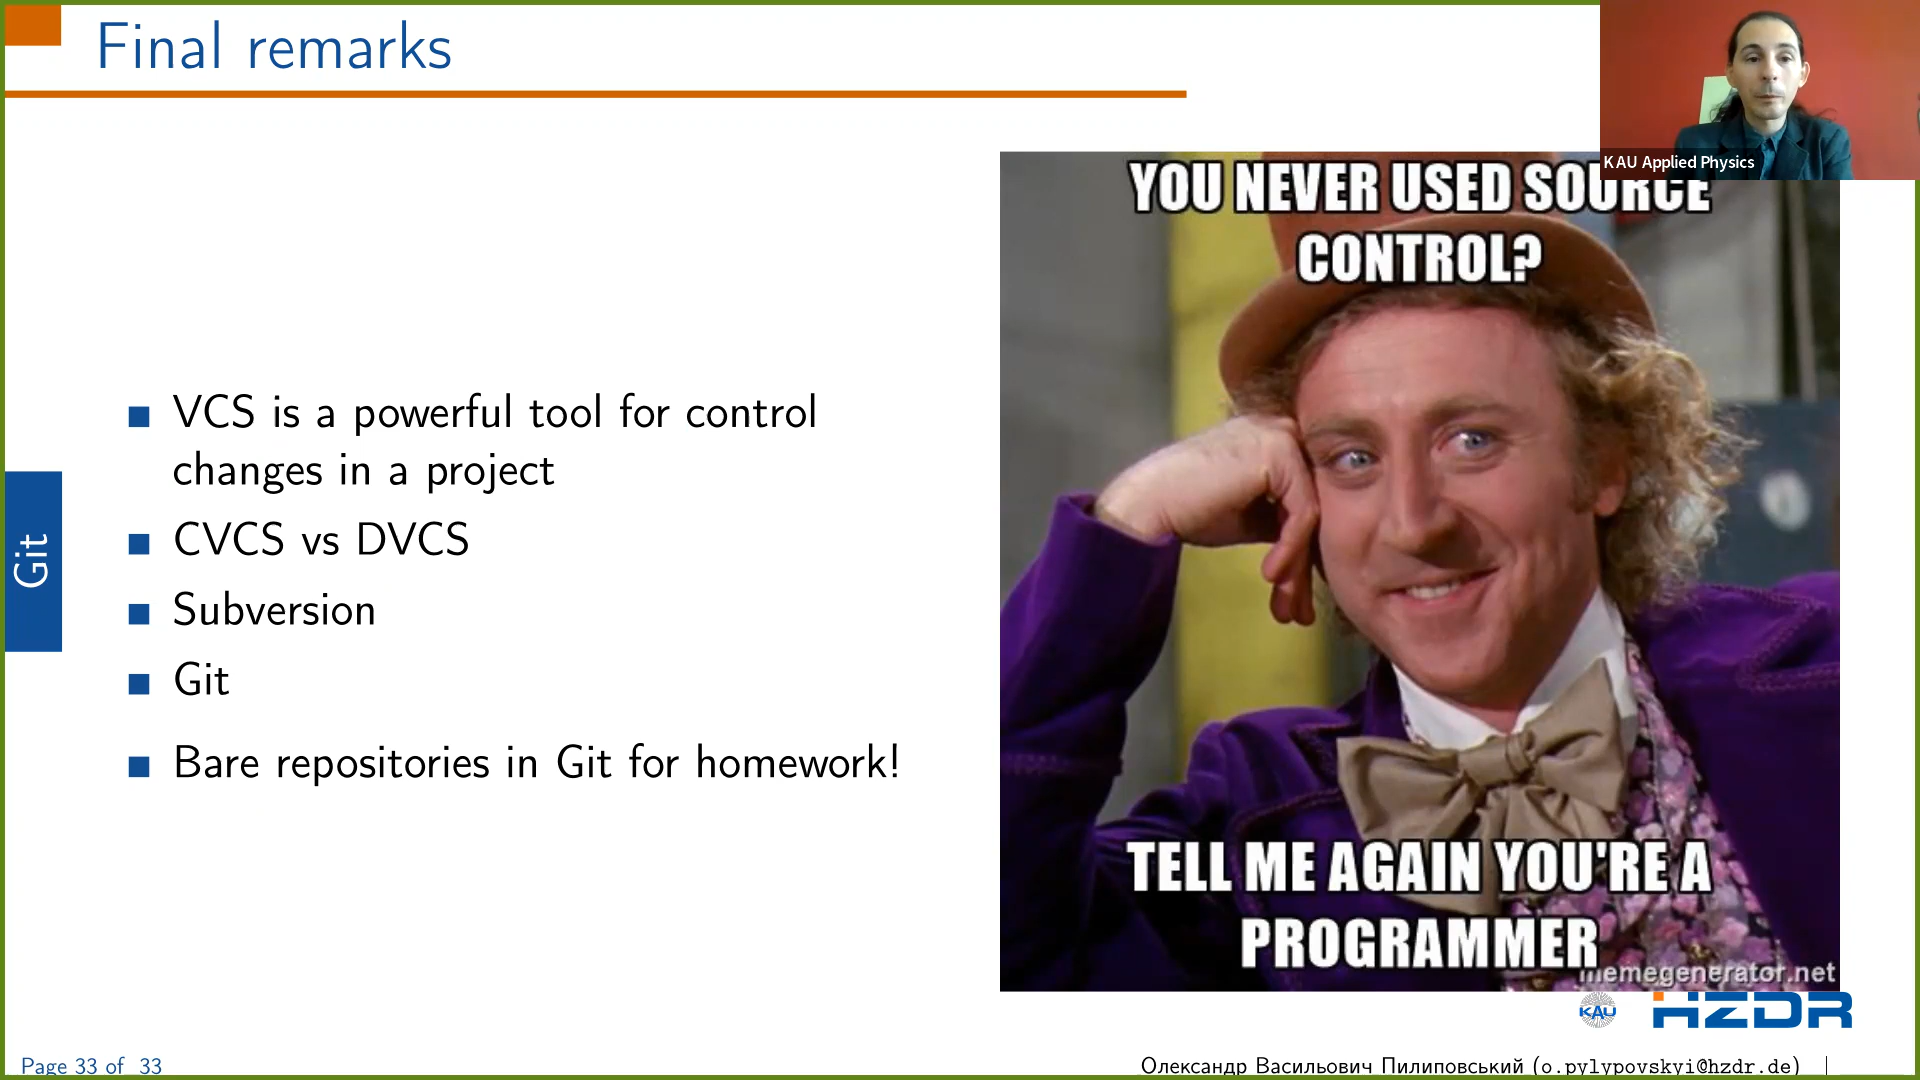 Final remarks
KAU Applied Physics
YOU NEVER USED SOURCE
CONTROL?
VCS is a powerful tool for control
changes in a project
CVCS vs DVCS
Subversion
Git
Bare repositories in Git for homework!
Git
TELL ME AGAIN YOU'RE A
PROGRAMMER
memegenerator.net
KAU
HZDR
Page 33 of 33
Олександр Васильович Пилиповський (o.pylypovskyi@hzdr.de)